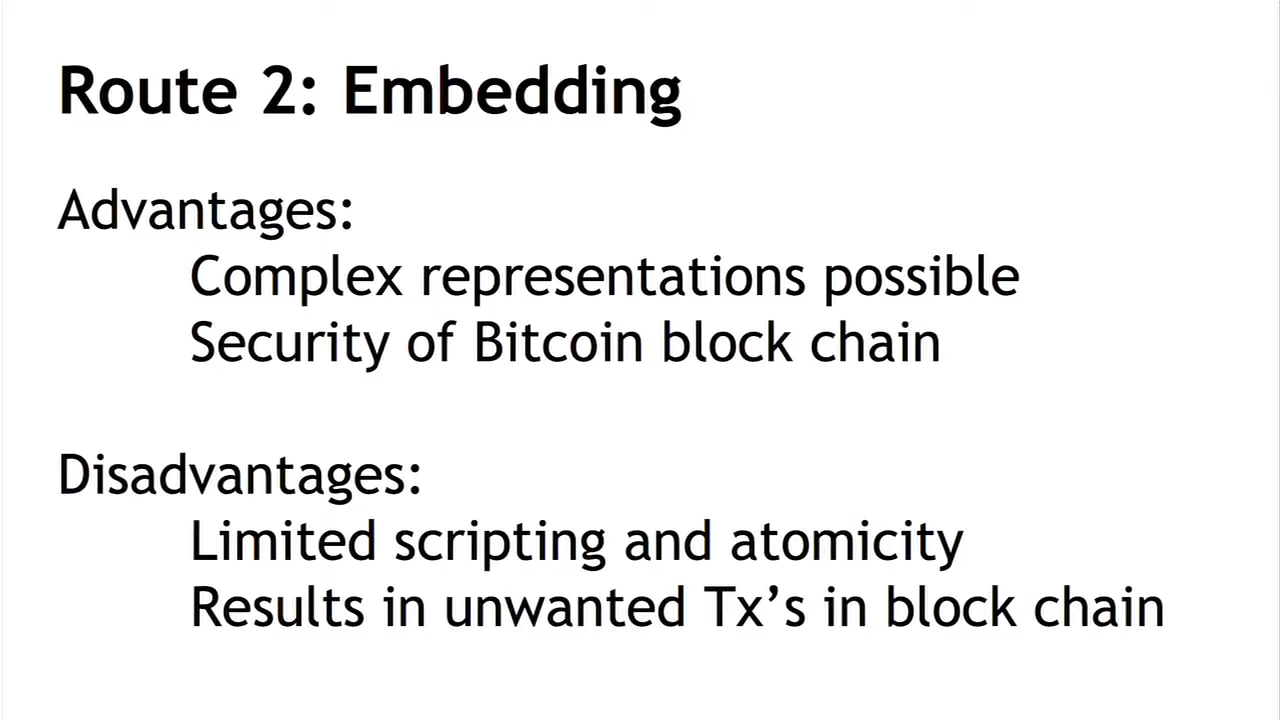 Route 2: Embedding
Advantages:
Complex representations possible
Security of Bitcoin block chain
Disadvantages:
Limited scripting and atomicity
Results in unwanted Tx’s in block chain